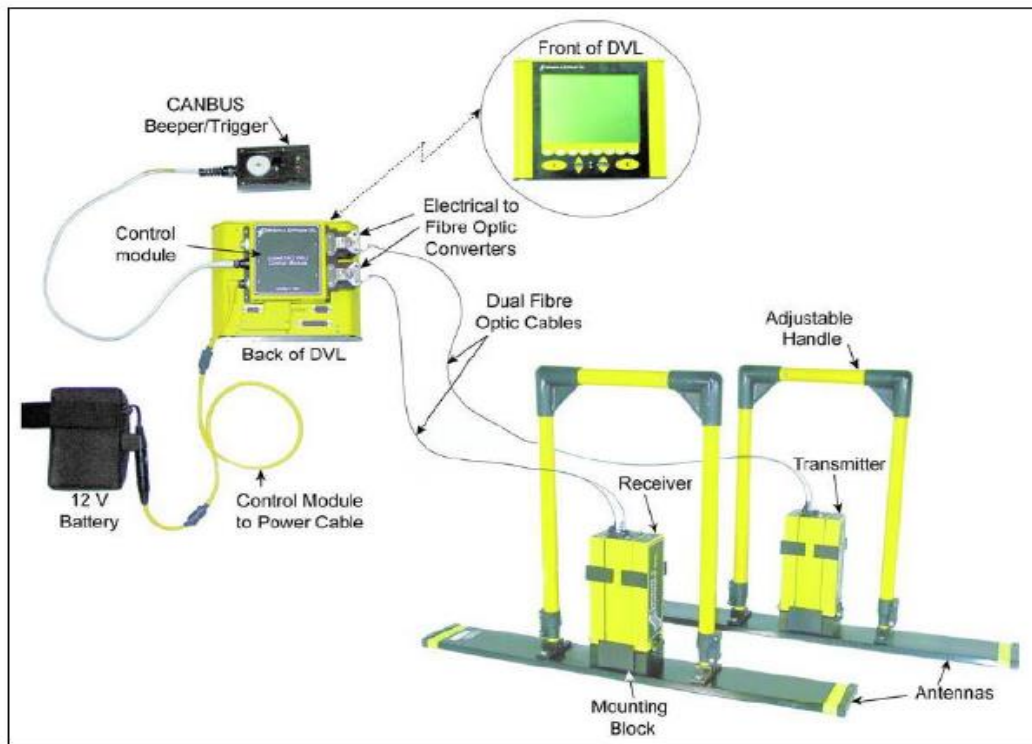 Front of DVL
CANBUS
Beeper/Trigger
Electrical to
Fibre Optic
Converters
Control
module
Dual Fibre
Optic Cables
Adjustable
Handle
Back of DVL
Transmitter
Receiver
12 V
Battery
Control Module
to Power Cable
Antennas
Mounting
Block